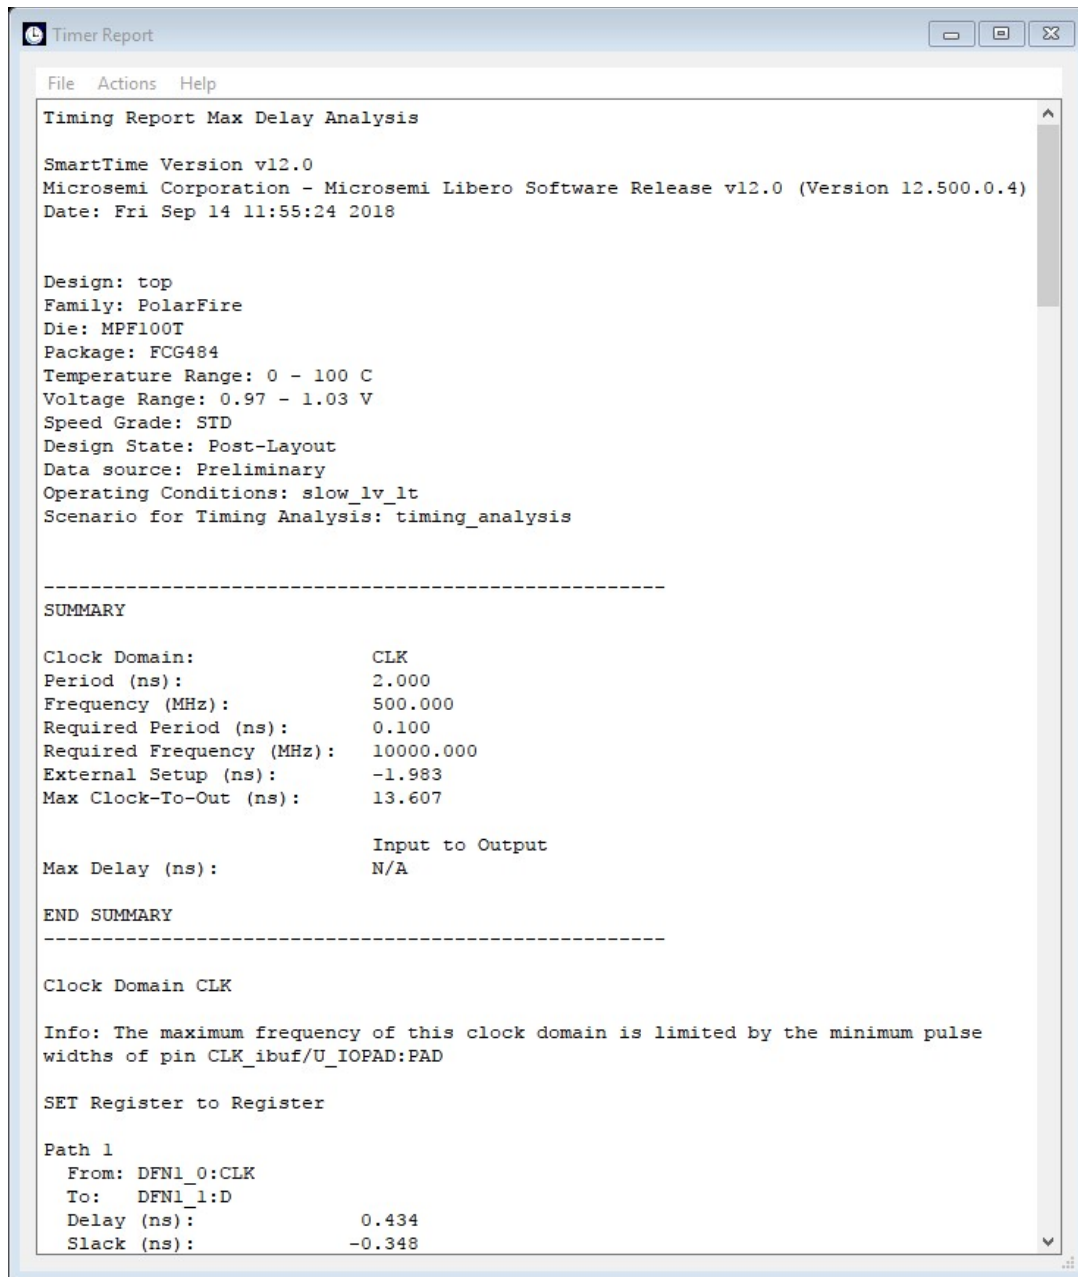 Timer Report
File Actions Help
Timing Report Max Delay Analysis
SmartTime Version v12.0
Microsemi Corporation - Microsemi Libero Software Release v12.0 (Version 12.500.0.4)
Date: Fri Sep 14 11:55:24 2018
Design: top
Family: PolarFire
Die: MPF100T
Package: FCG484
Temperature Range: 0 - 100 C
Voltage Range: 0.97 - 1.03 V
Speed Grade: STD
Design State: Post-Layout
Data source: Preliminary
Operating Conditions: slow_lv_lt
Scenario for Timing Analysis: timing_analysis
-----------------------------------------------------
SUMMARY
Clock Domain: CLK
Period (ns): 2.000
Frequency (MHz): 500.000
Required Period (ns): 0.100
Required Frequency (MHz): 10000.000
External Setup (ns): -1.983
Max Clock-To-Out (ns): 13.607
Input to Output
Max Delay (ns): N/A
END SUMMARY
-----------------------------------------------------
Clock Domain CLK
Info: The maximum frequency of this clock domain is limited by the minimum pulse
widths of pin CLK_ibuf/U_IOPAD:PAD
SET Register to Register
Path 1
From: DFN1_0:CLK
To: DFN1_1:D
Delay (ns): 0.434
Slack (ns): -0.348